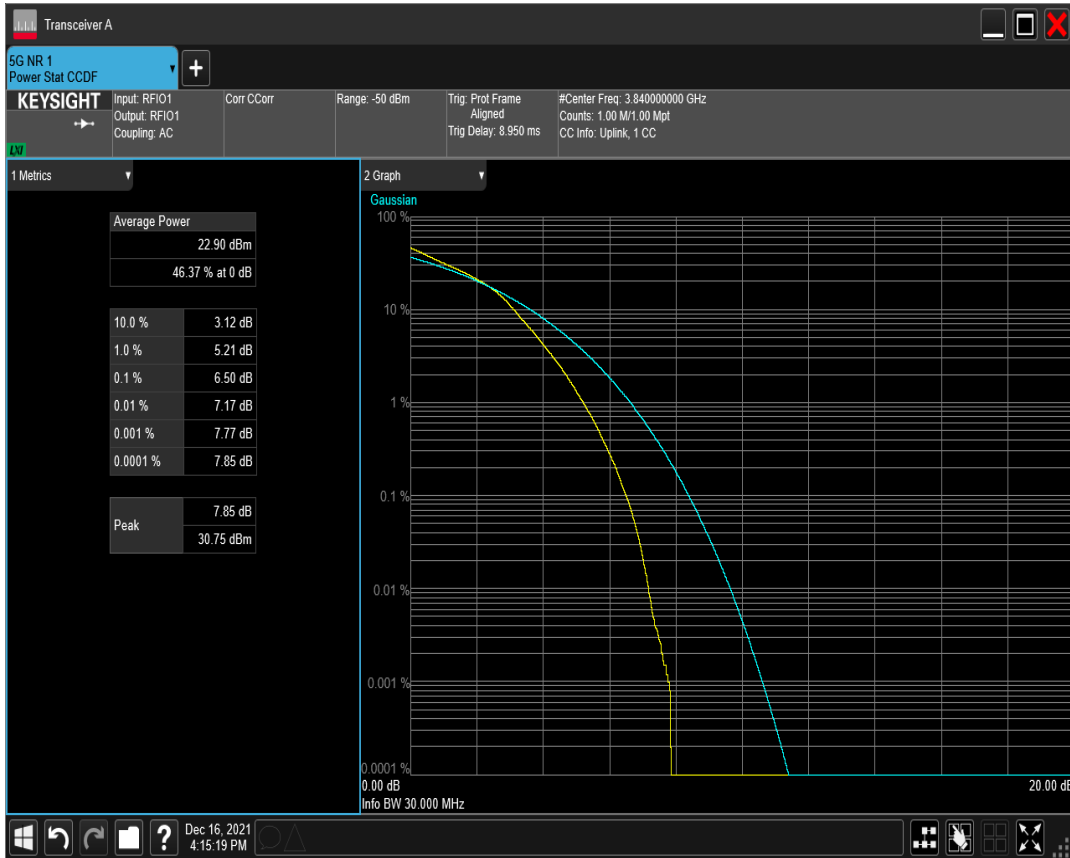 Transceiver A
5G NR 1
Power Stat CCDF
+
KEYSIGHT
LXI
Input: RFIO1
Output: RFIO1
Coupling: AC
Corr CCorr
Range: -50 dBm
Trig: Prot Frame
Aligned
Trig Delay: 8.950 ms
#Center Freq: 3.840000000 GHz
Counts: 1.00 M/1.00 Mpt
CC Info: Uplink, 1 CC
1 Metrics
Average Power
22.90 dBm
46.37 % at 0 dB
10.0 % 3.12 dB
1.0 % 5.21 dB
0.1 % 6.50 dB
0.01 % 7.17 dB
0.001 % 7.77 dB
0.0001 % 7.85 dB
Peak
7.85 dB
30.75 dBm
2 Graph
Gaussian
100 %
10 %
1 %
0.1 %
0.01 %
0.001 %
0.0001 %
0.00 dB 20.00 dB
Info BW 30.000 MHz
?
Dec 16, 2021
4:15:19 PM